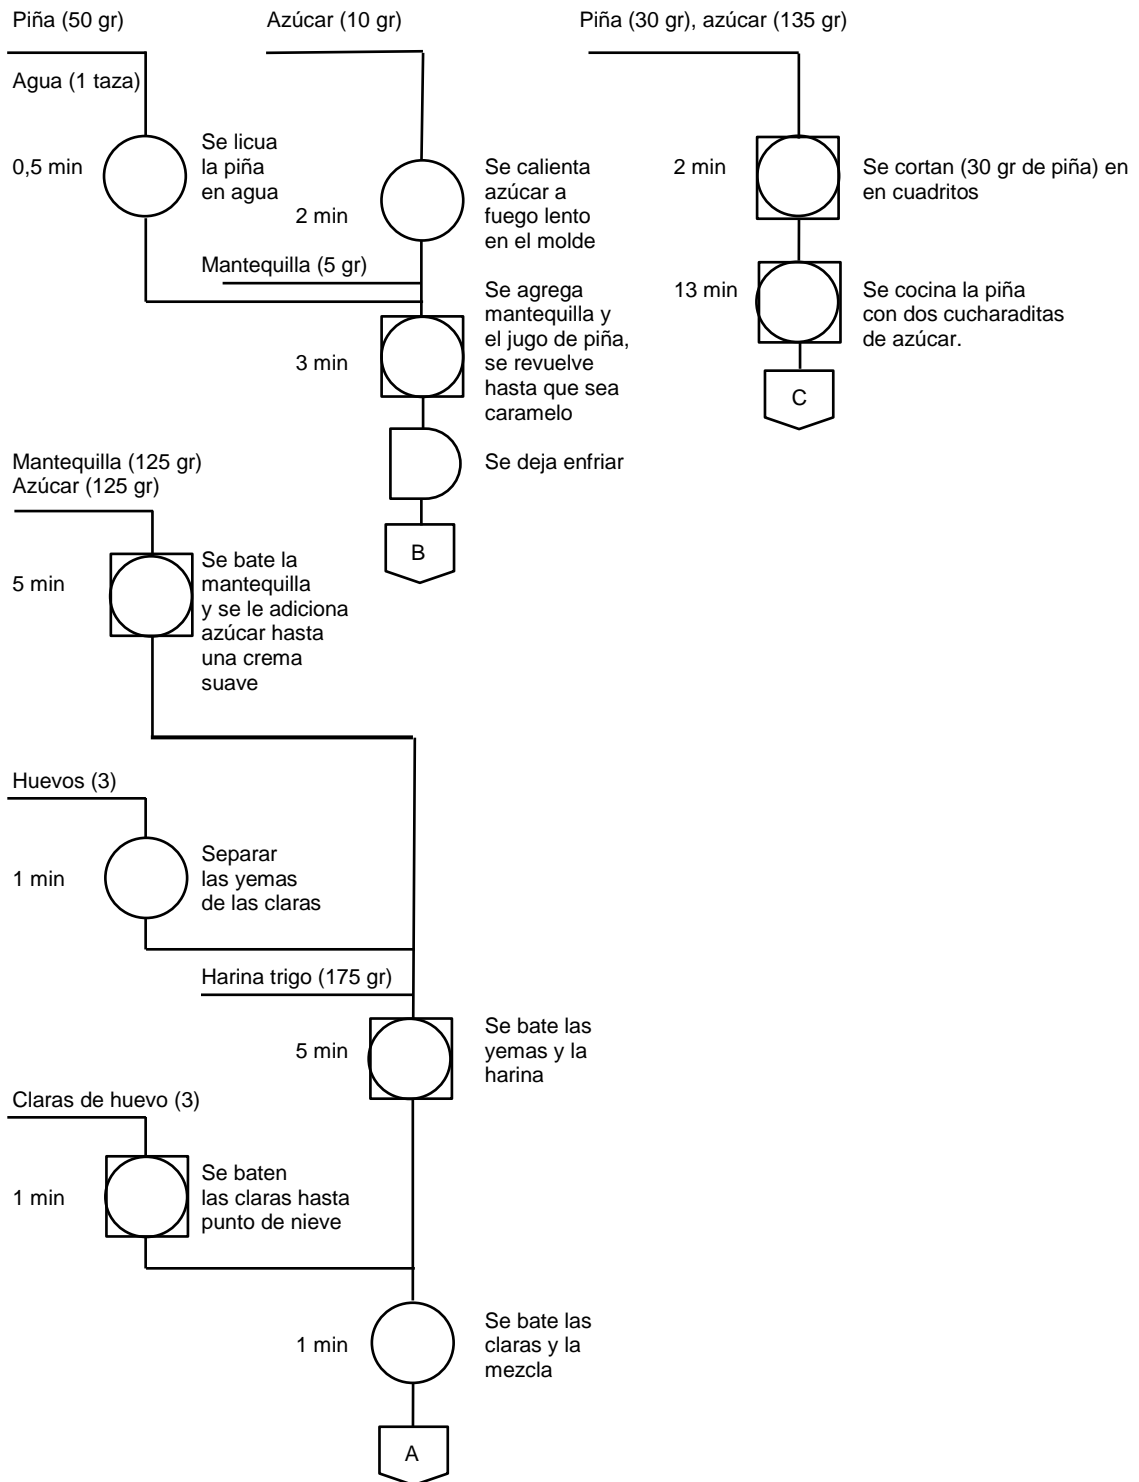 Piña (50 gr)
Azúcar (10 gr)
Piña (30 gr), azúcar (135 gr)
Agua (1 taza)
0,5 min
Se licua
la piña
en agua
2 min
Se calienta
azúcar a
fuego lento
en el molde
2 min
Se cortan (30 gr de piña) en
en cuadritos
Mantequilla (5 gr)
3 min
Se agrega
mantequilla y
el jugo de piña,
se revuelve
hasta que sea
caramelo
13 min
Se cocina la piña
con dos cucharaditas
de azúcar.
C
Se deja enfriar
B
Mantequilla (125 gr)
Azúcar (125 gr)
5 min
Se bate la
mantequilla
y se le adiciona
azúcar hasta
una crema
suave
Huevos (3)
1 min
Separar
las yemas
de las claras
Harina trigo (175 gr)
5 min
Se bate las
yemas y la
harina
Claras de huevo (3)
1 min
Se baten
las claras hasta
punto de nieve
1 min
Se bate las
claras y la
mezcla
A